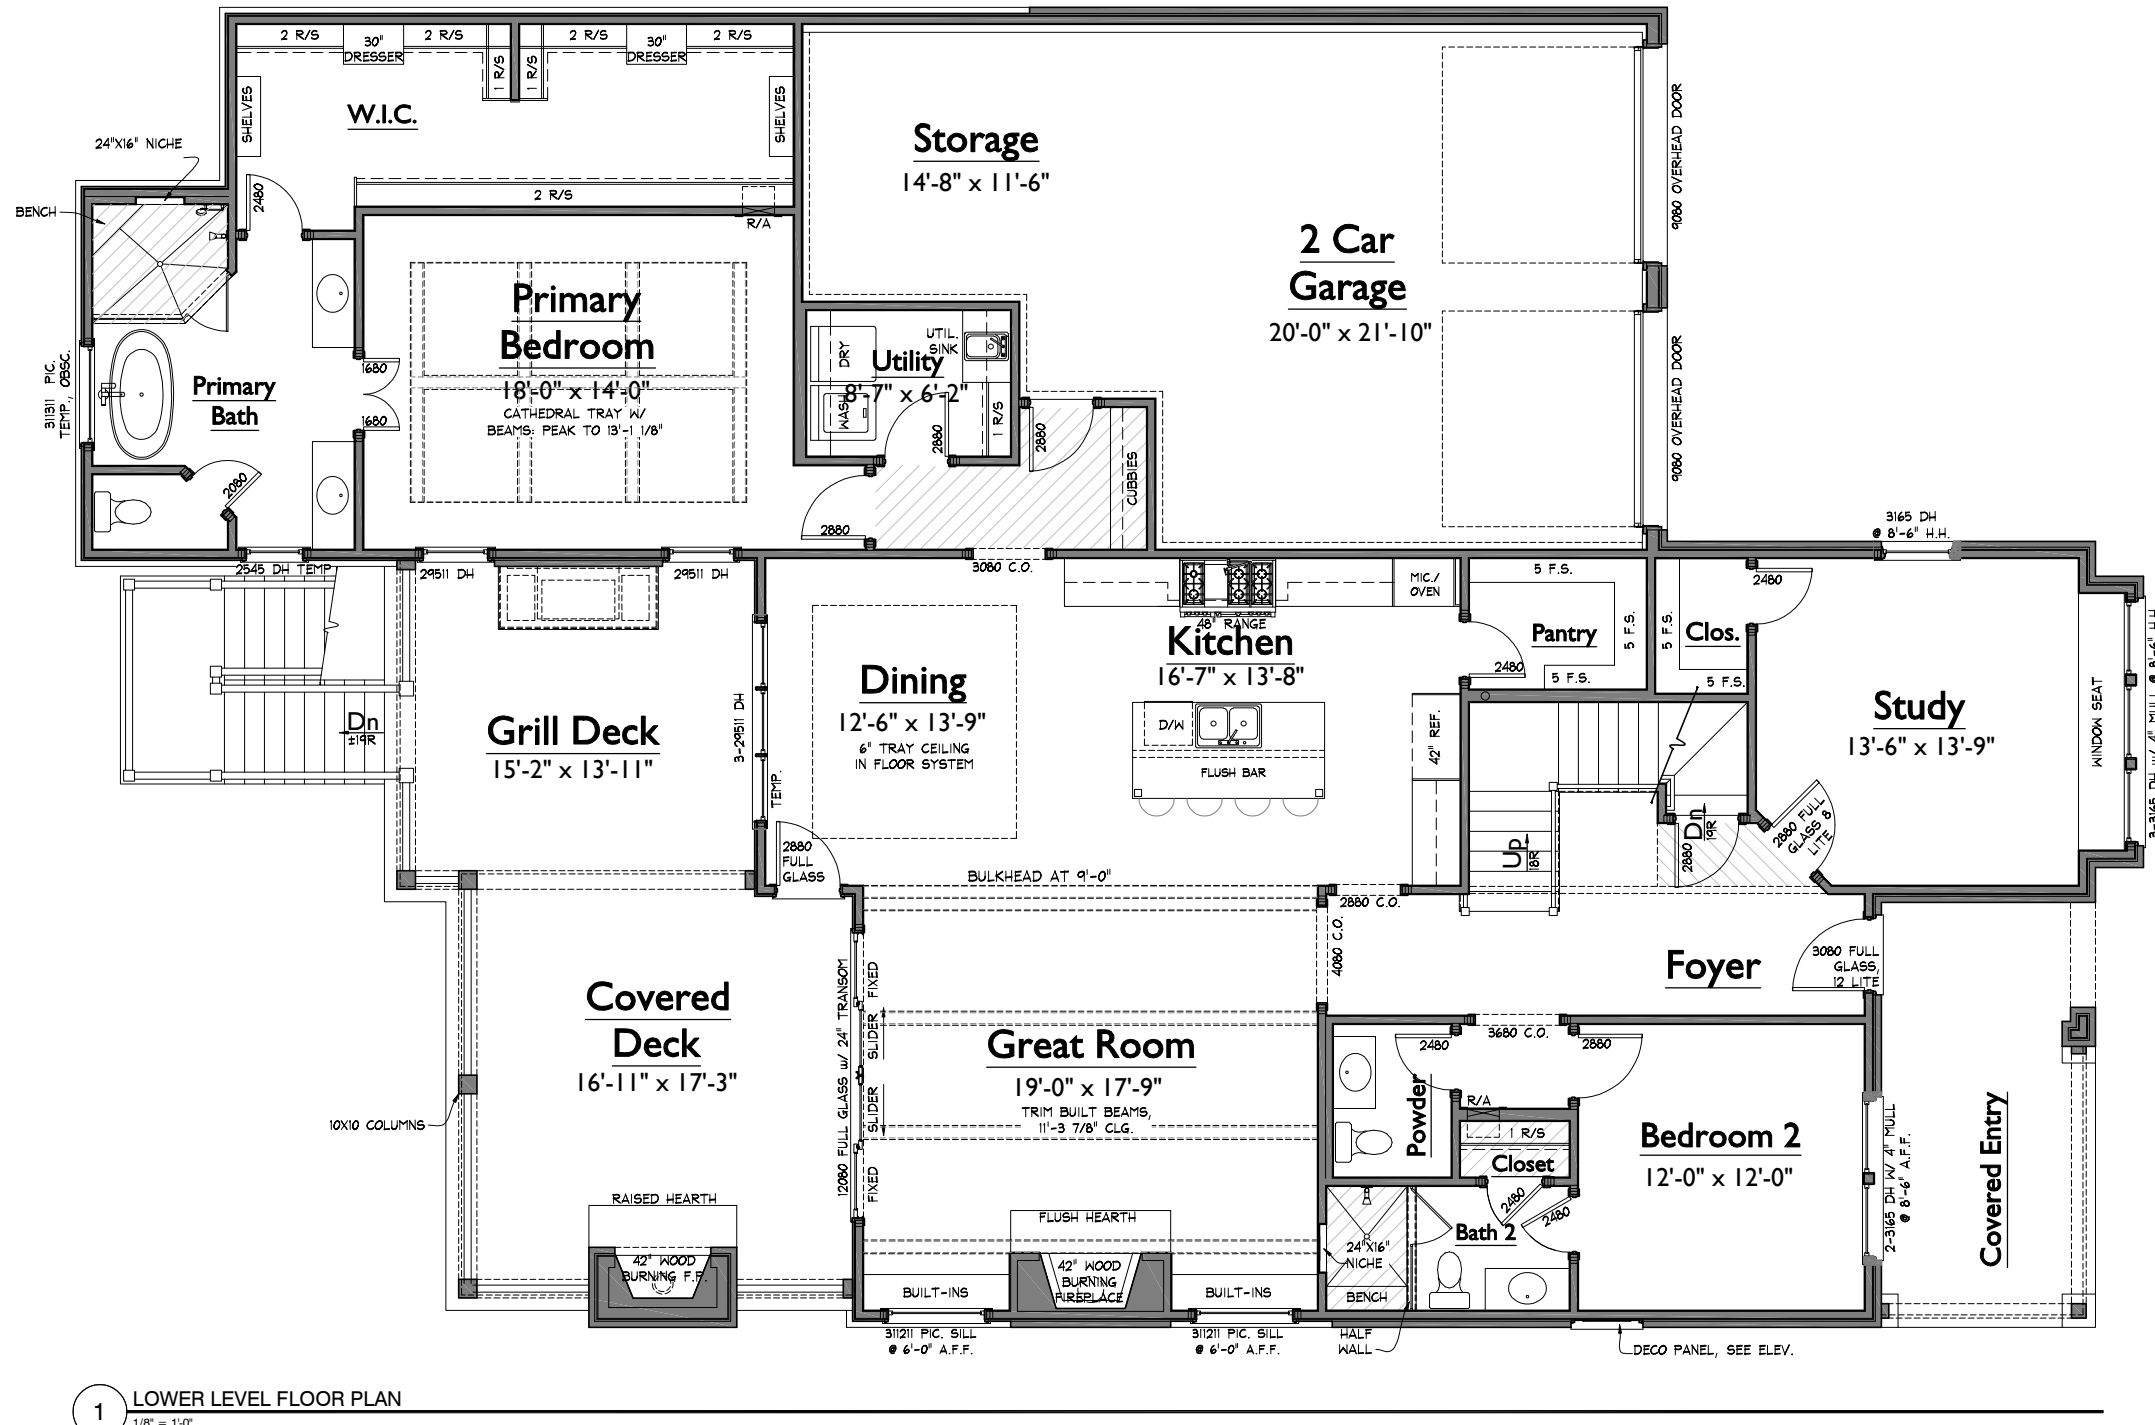 2 R/S
30"
DRESSER
2 R/S
1 R/S
1 R/S
2 R/S
30"
DRESSER
2 R/S
SHELVES
W.I.C.
SHELVES
24"X16" NICHE
BENCH
2480
2 R/S
R/A
Storage
14'-8" x 11'-6"
2 Car
Garage
20'-0" x 21'-10"
9080 OVERHEAD DOOR
9080 OVERHEAD DOOR
Primary
Bedroom
18'-0" x 14'-0"
CATHEDRAL TRAY W/
BEAMS: PEAK TO 13'-1 1/8"
Primary
Bath
311311 PIC.
TEMP., OBSC.
1680
1680
2080
DRY
WASH
UTIL.
SINK
Utility
8'-7" x 6'-2"
1 R/S
2880
2880
CUBBIES
2880
2545 DH TEMP
29511 DH
29511 DH
3080 C.O.
3165 DH
@ 8'-6" H.H.
Dn
±19R
Grill Deck
15'-2" x 13'-11"
3-29511 DH
TEMP.
Dining
12'-6" x 13'-9"
6" TRAY CEILING
IN FLOOR SYSTEM
48" RANGE
Kitchen
16'-7" x 13'-8"
MIC./
OVEN
D/W
FLUSH BAR
42" REF.
5 F.S.
Pantry
5 F.S.
5 F.S.
2480
5 F.S.
Clos.
5 F.S.
2480
Study
13'-6" x 13'-9"
WINDOW SEAT
3-3165 DH W/ 4" MULL @ 8'-6" H.H.
2880 FULL
GLASS 8
LITE
Up
18R
Dn
19R
2880
2880
FULL
GLASS
BULKHEAD AT 9'-0"
2880 C.O.
4080 C.O.
Foyer
3080 FULL
GLASS,
12 LITE
Covered
Deck
16'-11" x 17'-3"
12080 FULL GLASS w/ 24" TRANSOM
FIXED
SLIDER
SLIDER
FIXED
Great Room
19'-0" x 17'-9"
TRIM BUILT BEAMS,
11'-3 7/8" CLG.
10X10 COLUMNS
2480
3680 C.O.
2880
Powder
R/A
1 R/S
Closet
Bedroom 2
12'-0" x 12'-0"
2-3165 DH W/ 4" MULL
@ 8'-6" A.F.F.
Covered Entry
RAISED HEARTH
42" WOOD
BURNING F.P.
FLUSH HEARTH
42" WOOD
BURNING
FIREPLACE
BUILT-INS
BUILT-INS
24"X16"
NICHE
BENCH
Bath 2
2480
2480
311211 PIC. SILL
@ 6'-0" A.F.F.
311211 PIC. SILL
@ 6'-0" A.F.F.
HALF
WALL
DECO PANEL, SEE ELEV.
1
LOWER LEVEL FLOOR PLAN
1/8" = 1'-0"